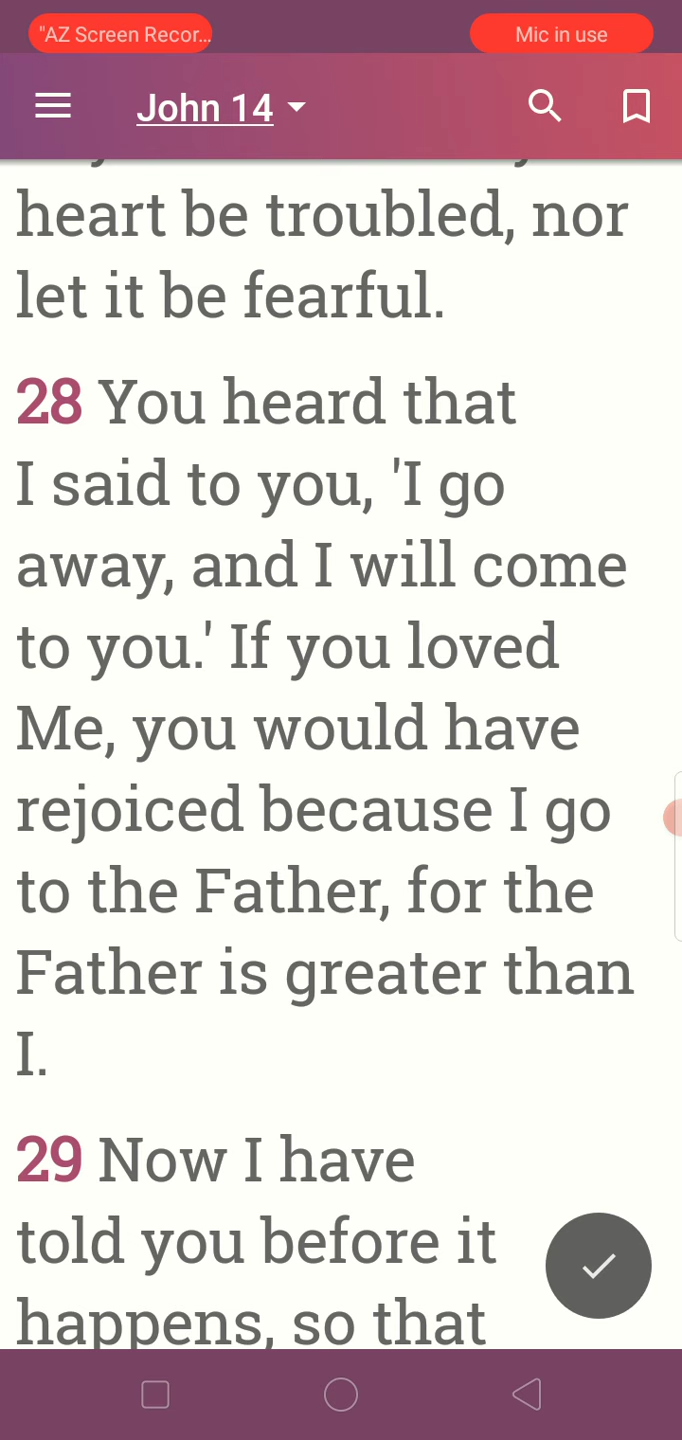 "AZ Screen Recor...
Mic in use
John 14
heart be troubled, nor
let it be fearful.
28 You heard that
I said to you, 'I go
away, and I will come
to you.' If you loved
Me, you would have
rejoiced because I go
to the Father, for the
Father is greater than
I.
29 Now I have
told you before it
happens, so that